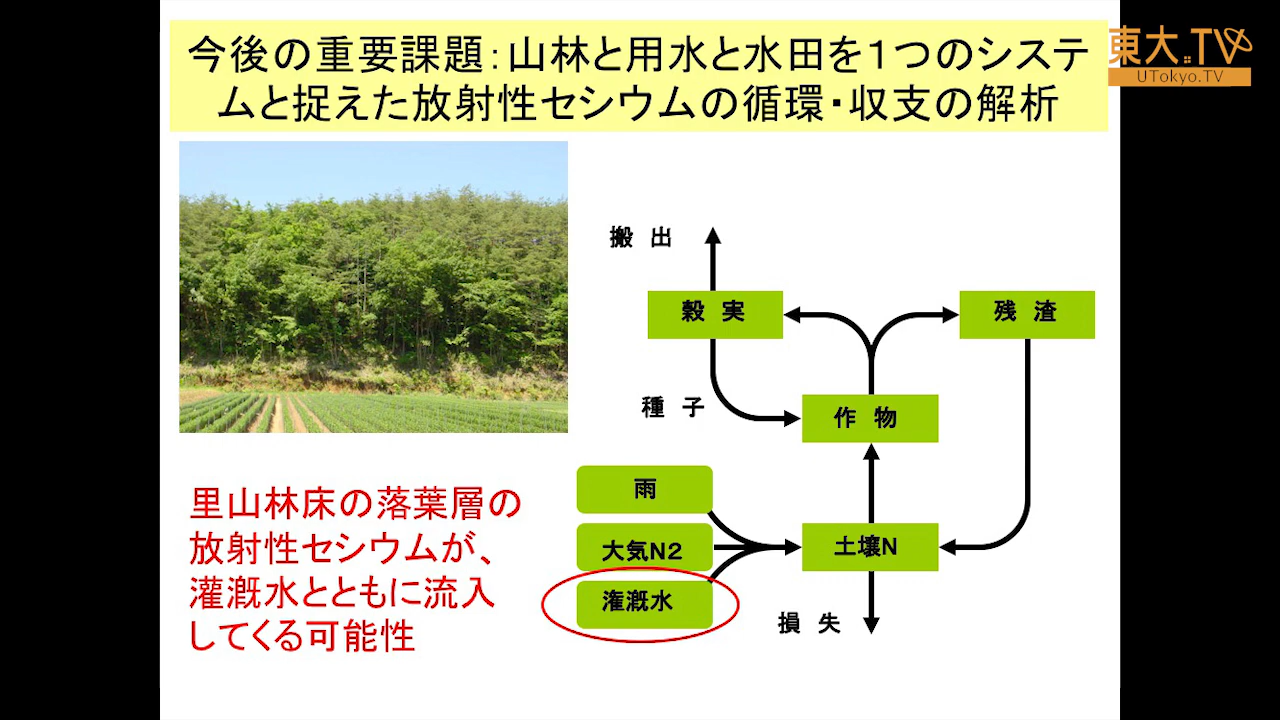 今後の重要課題：山林と用水と水田を１つのシステ
ムと捉えた放射性セシウムの循環・収支の解析
東大.TV
UTokyo.TV
搬出
穀実
残渣
種子
作物
雨
大気N2
灌漑水
土壌N
損失
里山林床の落葉層の
放射性セシウムが、
灌漑水とともに流入
してくる可能性